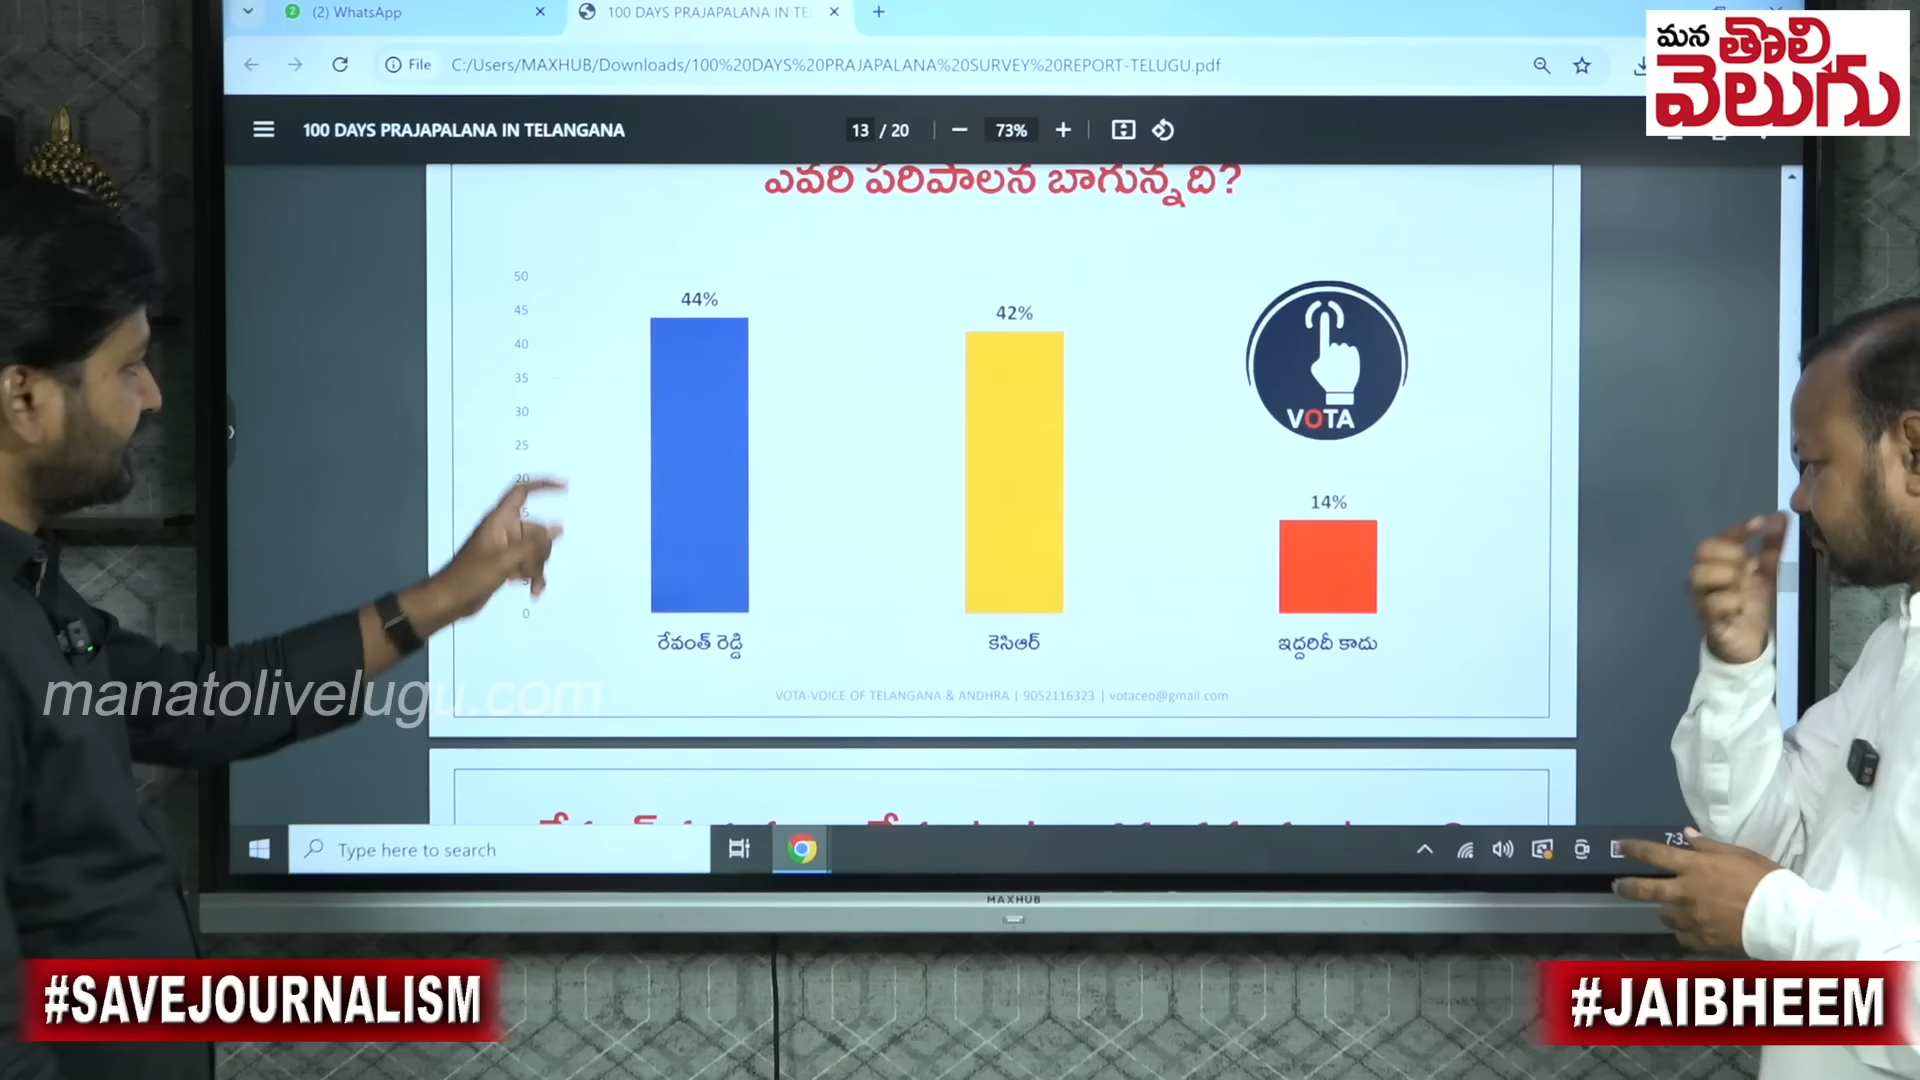 (2) WhatsApp
100 DAYS PRAJAPALANA IN TE
File
C:/Users/MAXHUB/Downloads/100%20DAYS%20PRAJAPALANA%20SURVEY%20REPORT-TELUGU.pdf
మన తొలి
వెలుగు
100 DAYS PRAJAPALANA IN TELANGANA
13 / 20
73%
ఎవరి పరిపాలన బాగున్నది?
50
45
40
35
30
25
20
5
0
44%
42%
14%
VOTA
రేవంత్ రెడ్డి
కెసిఆర్
ఇద్దరిదీ కాదు
VOTA-VOICE OF TELANGANA & ANDHRA | 9052116323 | votaceo@gmail.com
manatolivelugu.com
Type here to search
MAXHUB
#SAVEJOURNALISM
#JAIBHEEM